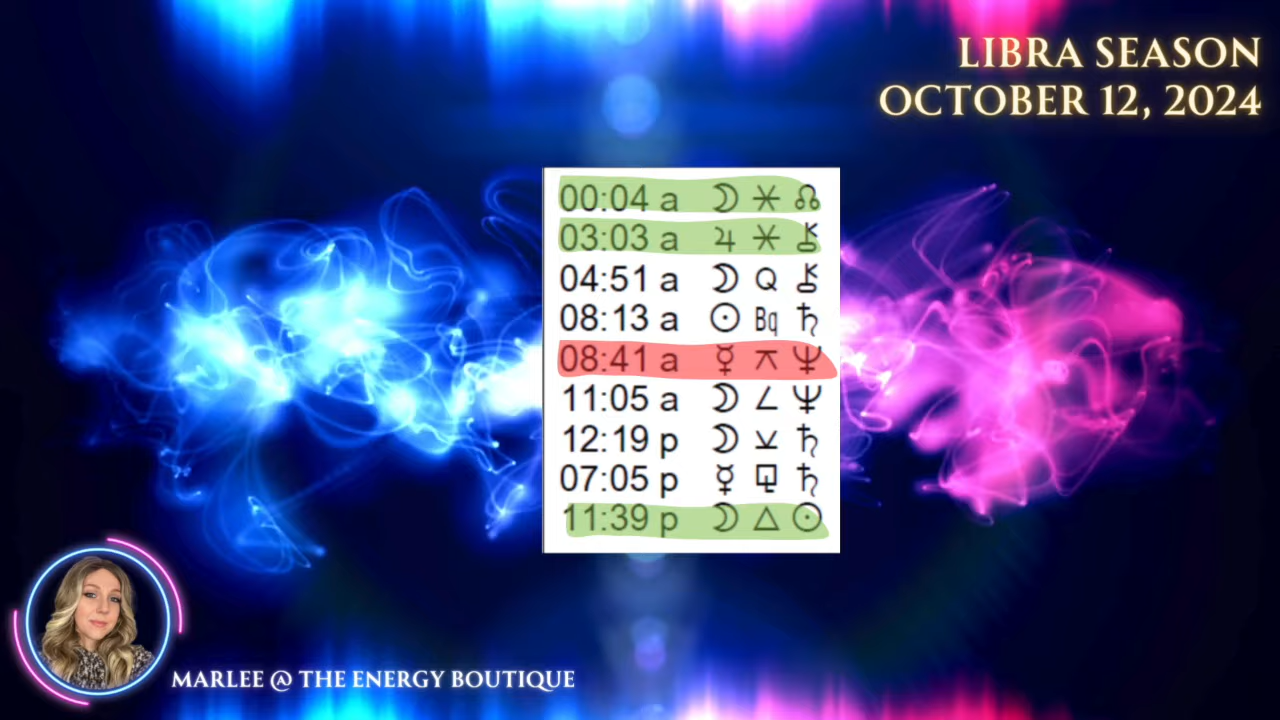 LIBRA SEASON
OCTOBER 12, 2024
00:04 a ☽ ⚹ ☊
03:03 a ♃ ⚹ ⚷
04:51 a ☽ Q ⚷
08:13 a ☉ Bq ♄
08:41 a ☿ ⚻ ♆
11:05 a ☽ ∠ ♆
12:19 p ☽ ⚺ ♄
07:05 p ☿ ⚼ ♄
11:39 p ☽ △ ☉
MARLEE @ THE ENERGY BOUTIQUE